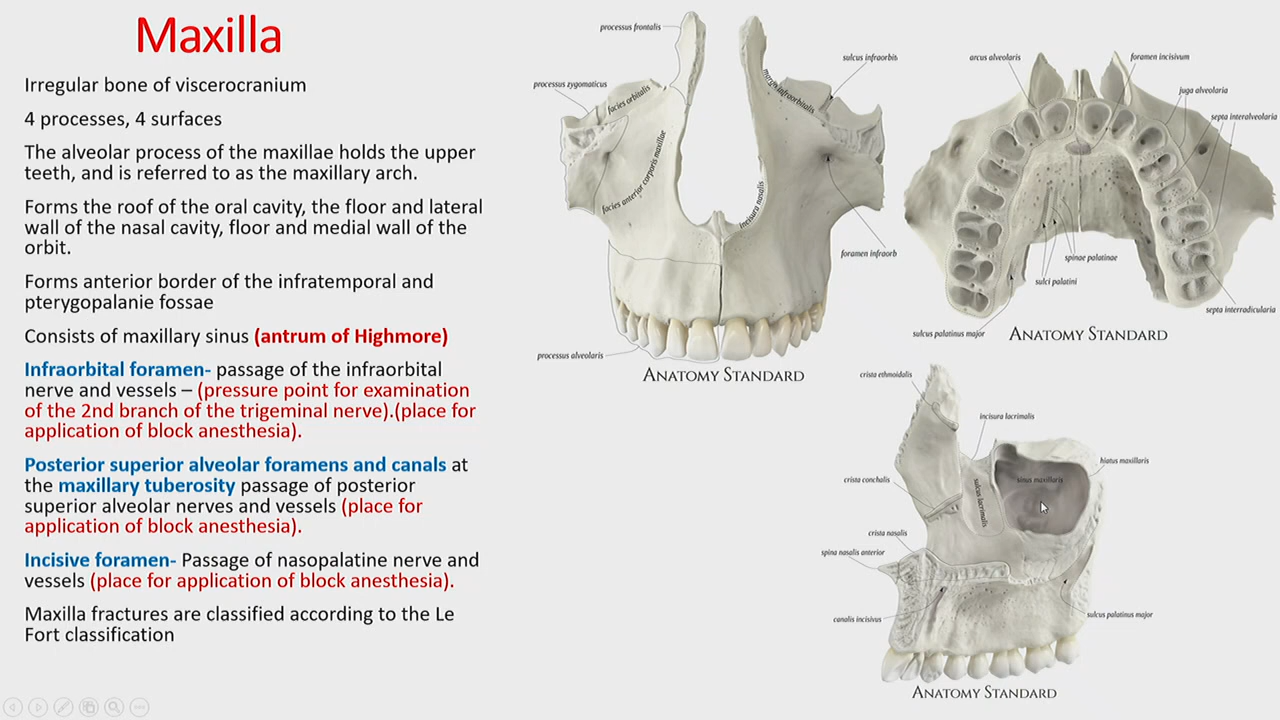 Maxilla
Irregular bone of viscerocranium
4 processes, 4 surfaces
The alveolar process of the maxillae holds the upper
teeth, and is referred to as the maxillary arch.
Forms the roof of the oral cavity, the floor and lateral
wall of the nasal cavity, floor and medial wall of the
orbit.
Forms anterior border of the infratemporal and
pterygopalanie fossae
Consists of maxillary sinus (antrum of Highmore)
Infraorbital foramen- passage of the infraorbital
nerve and vessels – (pressure point for examination
of the 2nd branch of the trigeminal nerve).(place for
application of block anesthesia).
Posterior superior alveolar foramens and canals at
the maxillary tuberosity passage of posterior
superior alveolar nerves and vessels (place for
application of block anesthesia).
Incisive foramen- Passage of nasopalatine nerve and
vessels (place for application of block anesthesia).
Maxilla fractures are classified according to the Le
Fort classification
processus frontalis
processus zygomaticus
facies orbitalis
margo infraorbitalis
sulcus infraorbis
facies anterior corporis maxillae
incisura nasalis
foramen infraorb
processus alveolaris
ANATOMY STANDARD
arcus alveolaris
foramen incisivum
juga alveolaria
septa interalveolaria
spinae palatinae
sulci palatini
septa interradicularia
sulcus palatinus major
ANATOMY STANDARD
crista ethmoidalis
incisura lacrimalis
hiatus maxillaris
crista conchalis
sulcus lacrimalis
sinus maxillaris
crista nasalis
spina nasalis anterior
canalis incisivus
sulcus palatinus major
ANATOMY STANDARD